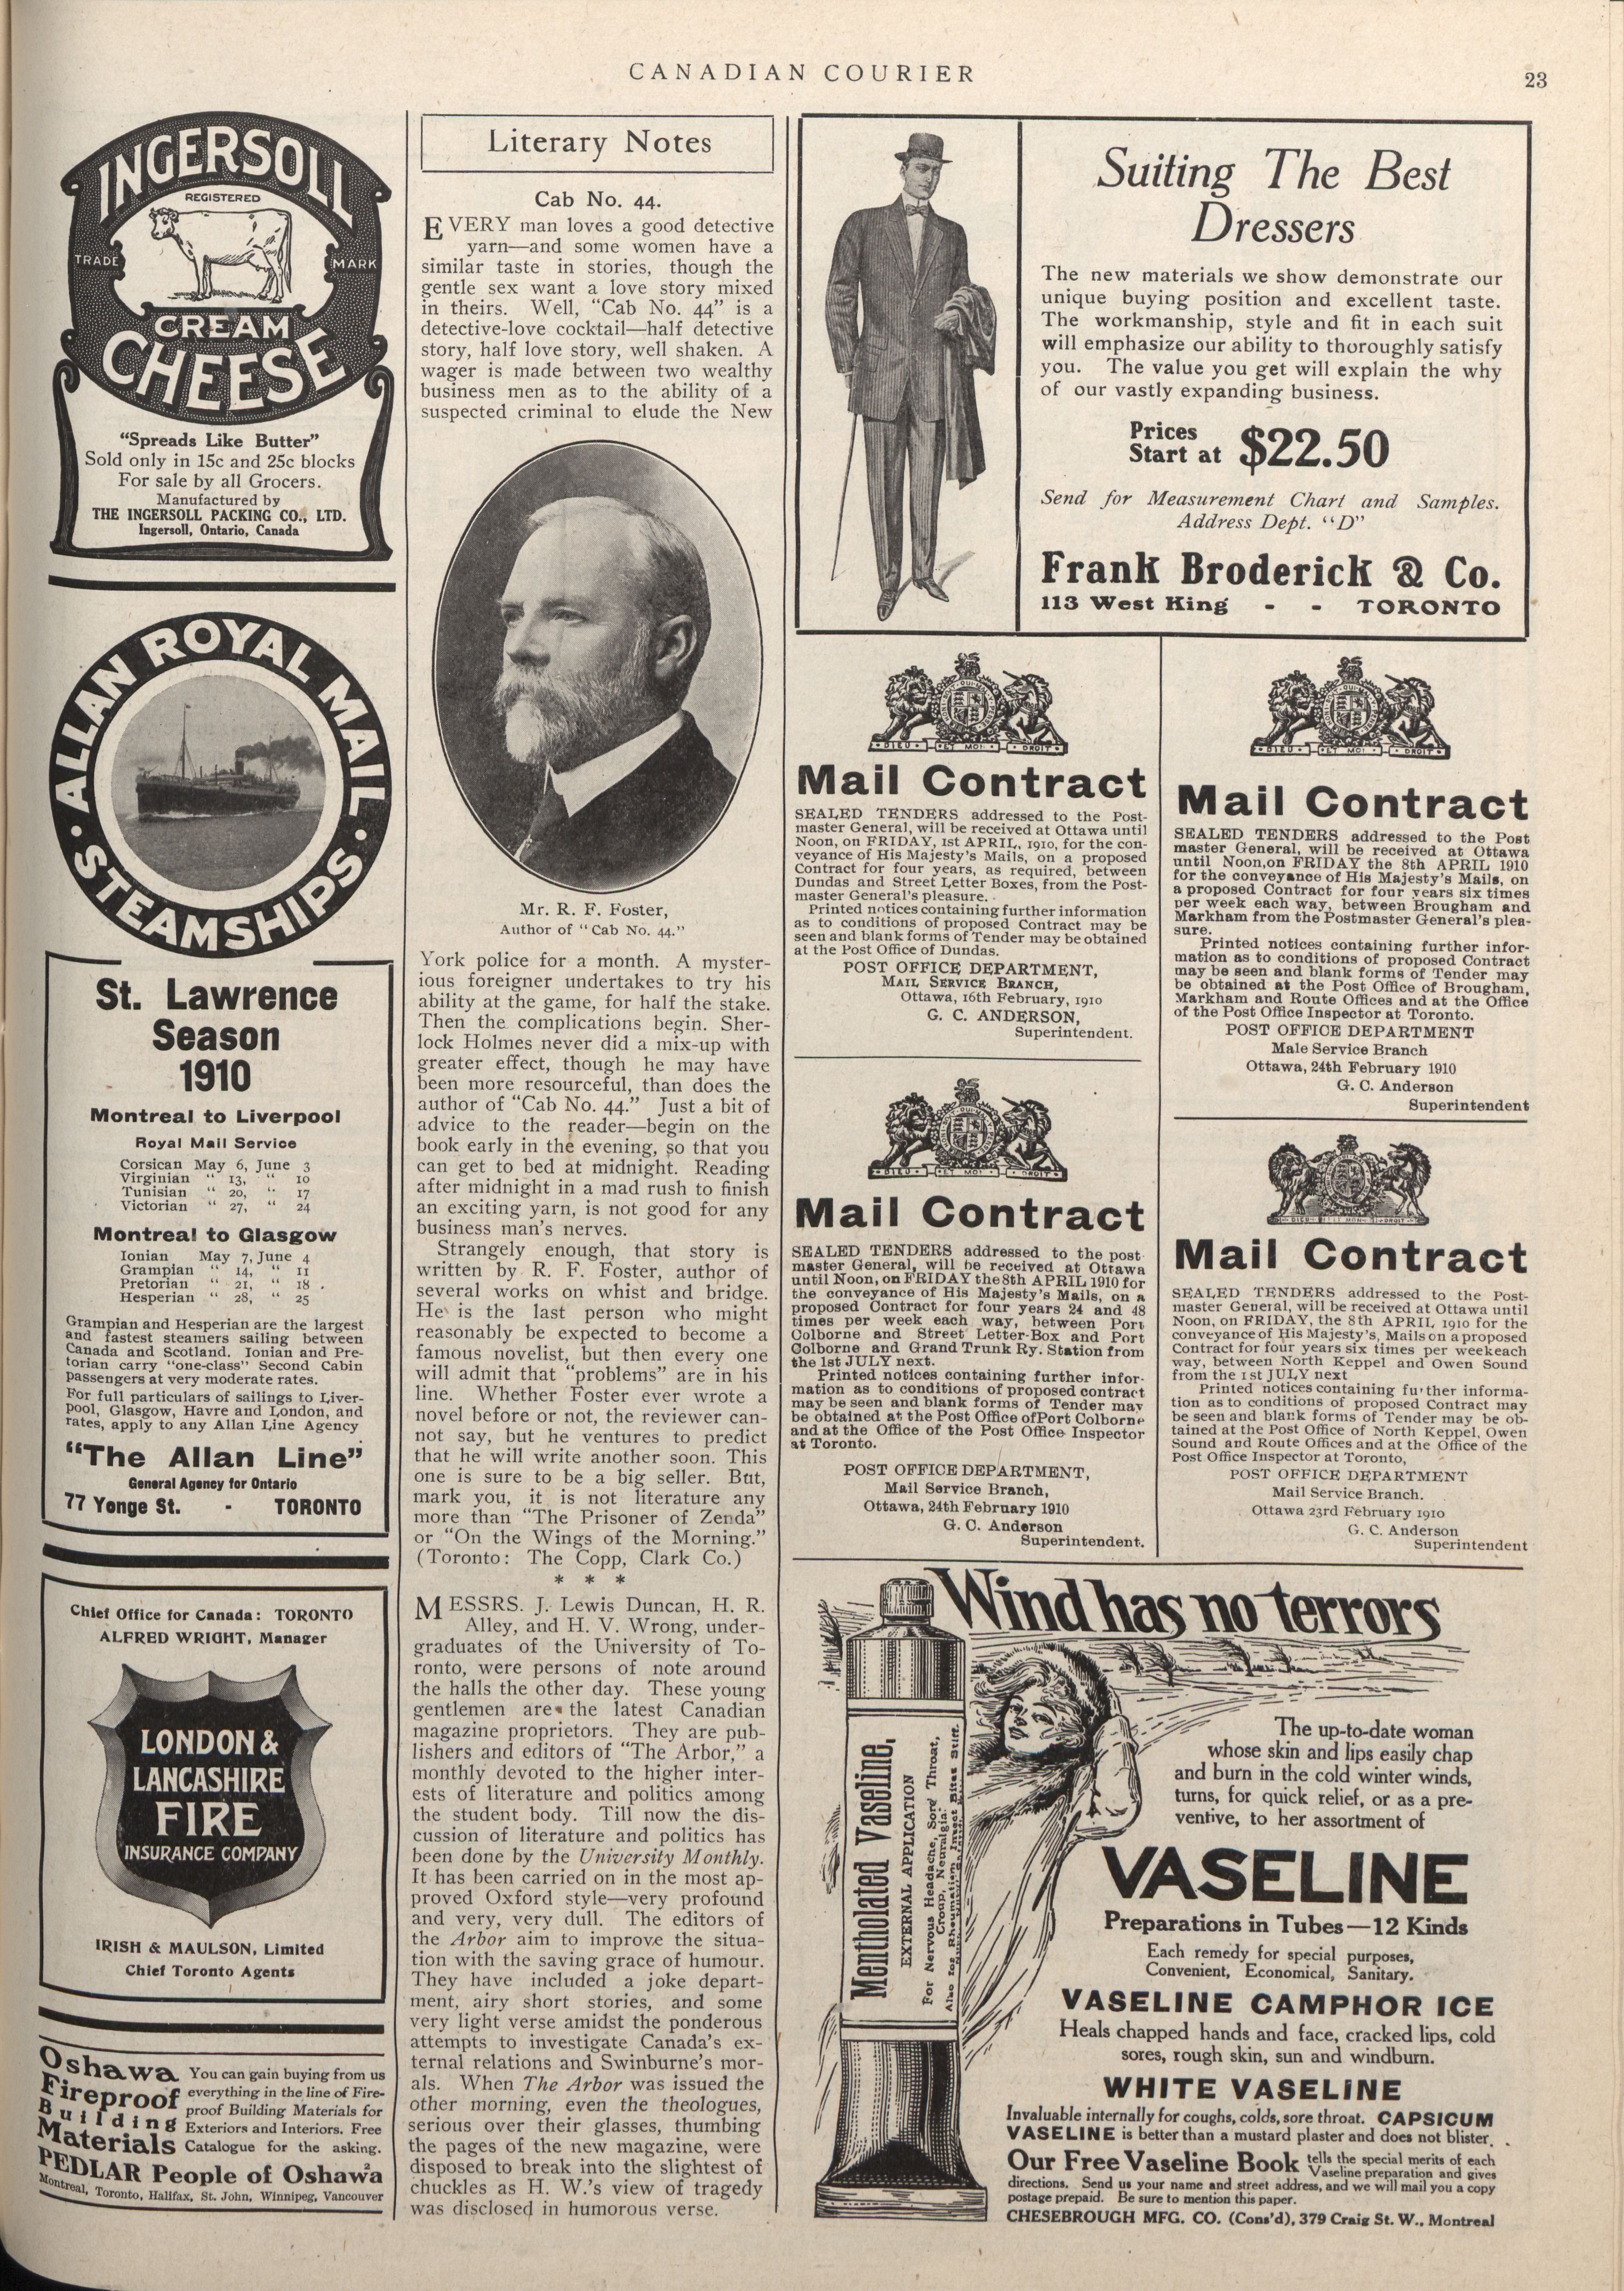 CANADIAN COURIER
23
INGERSOLL
REGISTERED
TRADE
MARK
CREAM
CHEESE
"Spreads Like Butter"
Sold only in 15c and 25c blocks
For sale by all Grocers.
Manufactured by
THE INGERSOLL PACKING CO., LTD.
Ingersoll, Ontario, Canada
ALLAN ROYAL MAIL
· STEAMSHIPS ·
St. Lawrence
Season
1910
Montreal to Liverpool
Royal Mail Service
Corsican May 6, June 3
Virginian " 13, " 10
Tunisian " 20, " 17
Victorian " 27, " 24
Montreal to Glasgow
Ionian May 7, June 4
Grampian " 14, " 11
Pretorian " 21, " 18
Hesperian " 28, " 25
Grampian and Hesperian are the largest
and fastest steamers sailing between
Canada and Scotland. Ionian and Pre-
torian carry "one-class" Second Cabin
passengers at very moderate rates.
For full particulars of sailings to Liver-
pool, Glasgow, Havre and London, and
rates, apply to any Allan Line Agency
"The Allan Line"
General Agency for Ontario
77 Yonge St. - TORONTO
Chief Office for Canada: TORONTO
ALFRED WRIGHT, Manager
LONDON &
LANCASHIRE
FIRE
INSURANCE COMPANY
IRISH & MAULSON, Limited
Chief Toronto Agents
Oshawa
Fireproof
Building
Materials
You can gain buying from us
everything in the line of Fire-
proof Building Materials for
Exteriors and Interiors. Free
Catalogue for the asking.
PEDLAR People of Oshawa
Montreal, Toronto, Halifax, St. John, Winnipeg, Vancouver
Literary Notes
Cab No. 44.
EVERY man loves a good detective
yarn—and some women have a
similar taste in stories, though the
gentle sex want a love story mixed
in theirs. Well, "Cab No. 44" is a
detective-love cocktail—half detective
story, half love story, well shaken. A
wager is made between two wealthy
business men as to the ability of a
suspected criminal to elude the New
Mr. R. F. Foster,
Author of "Cab No. 44."
York police for a month. A myster-
ious foreigner undertakes to try his
ability at the game, for half the stake.
Then the complications begin. Sher-
lock Holmes never did a mix-up with
greater effect, though he may have
been more resourceful, than does the
author of "Cab No. 44." Just a bit of
advice to the reader—begin on the
book early in the evening, so that you
can get to bed at midnight. Reading
after midnight in a mad rush to finish
an exciting yarn, is not good for any
business man's nerves.
Strangely enough, that story is
written by R. F. Foster, author of
several works on whist and bridge.
He is the last person who might
reasonably be expected to become a
famous novelist, but then every one
will admit that "problems" are in his
line. Whether Foster ever wrote a
novel before or not, the reviewer can-
not say, but he ventures to predict
that he will write another soon. This
one is sure to be a big seller. But,
mark you, it is not literature any
more than "The Prisoner of Zenda"
or "On the Wings of the Morning."
(Toronto: The Copp, Clark Co.)
* * *
MESSRS. J. Lewis Duncan, H. R.
Alley, and H. V. Wrong, under-
graduates of the University of To-
ronto, were persons of note around
the halls the other day. These young
gentlemen are the latest Canadian
magazine proprietors. They are pub-
lishers and editors of "The Arbor," a
monthly devoted to the higher inter-
ests of literature and politics among
the student body. Till now the dis-
cussion of literature and politics has
been done by the University Monthly.
It has been carried on in the most ap-
proved Oxford style—very profound
and very, very dull. The editors of
the Arbor aim to improve the situa-
tion with the saving grace of humour.
They have included a joke depart-
ment, airy short stories, and some
very light verse amidst the ponderous
attempts to investigate Canada's ex-
ternal relations and Swinburne's mor-
als. When The Arbor was issued the
other morning, even the theologues,
serious over their glasses, thumbing
the pages of the new magazine, were
disposed to break into the slightest of
chuckles as H. W.'s view of tragedy
was disclosed in humorous verse.
Suiting The Best
Dressers
The new materials we show demonstrate our
unique buying position and excellent taste.
The workmanship, style and fit in each suit
will emphasize our ability to thoroughly satisfy
you. The value you get will explain the why
of our vastly expanding business.
Prices
Start at $22.50
Send for Measurement Chart and Samples.
Address Dept. "D"
Frank Broderick & Co.
113 West King - - TORONTO
DIEU ET MON DROIT
Mail Contract
SEALED TENDERS addressed to the Post-
master General, will be received at Ottawa until
Noon, on FRIDAY, 1ST APRIL, 1910, for the con-
veyance of His Majesty's Mails, on a proposed
Contract for four years, as required, between
Dundas and Street Letter Boxes, from the Post-
master General's pleasure.
Printed notices containing further information
as to conditions of proposed Contract may be
seen and blank forms of Tender may be obtained
at the Post Office of Dundas.
POST OFFICE DEPARTMENT,
MAIL SERVICE BRANCH,
Ottawa, 16th February, 1910
G. C. ANDERSON,
Superintendent.
DIEU ET MON DROIT
Mail Contract
SEALED TENDERS addressed to the post
master General, will be received at Ottawa
until Noon, on FRIDAY the 8th APRIL 1910 for
the conveyance of His Majesty's Mails, on a
proposed Contract for four years 24 and 48
times per week each way, between Port
Colborne and Street Letter-Box and Port
Colborne and Grand Trunk Ry. Station from
the 1st JULY next.
Printed notices containing further infor-
mation as to conditions of proposed contract
may be seen and blank forms of Tender may
be obtained at the Post Office of Port Colborne
and at the Office of the Post Office Inspector
at Toronto.
POST OFFICE DEPARTMENT,
Mail Service Branch,
Ottawa, 24th February 1910
G. C. Anderson
Superintendent.
DIEU ET MON DROIT
Mail Contract
SEALED TENDERS addressed to the Post
master General, will be received at Ottawa
until Noon, on FRIDAY the 8th APRIL 1910
for the conveyance of His Majesty's Mails, on
a proposed Contract for four years six times
per week each way, between Brougham and
Markham from the Postmaster General's plea-
sure.
Printed notices containing further infor-
mation as to conditions of proposed Contract
may be seen and blank forms of Tender may
be obtained at the Post Office of Brougham,
Markham and Route Offices and at the Office
of the Post Office Inspector at Toronto.
POST OFFICE DEPARTMENT
Male Service Branch
Ottawa, 24th February 1910
G. C. Anderson
Superintendent
DIEU ET MON DROIT
Mail Contract
SEALED TENDERS addressed to the Post-
master General, will be received at Ottawa until
Noon, on FRIDAY, the 8th APRIL 1910 for the
conveyance of His Majesty's, Mails on a proposed
Contract for four years six times per weekeach
way, between North Keppel and Owen Sound
from the 1st JULY next
Printed notices containing further informa-
tion as to conditions of proposed Contract may
be seen and blank forms of Tender may be ob-
tained at the Post Office of North Keppel, Owen
Sound and Route Offices and at the Office of the
Post Office Inspector at Toronto,
POST OFFICE DEPARTMENT
Mail Service Branch.
Ottawa 23rd February 1910
G. C. Anderson
Superintendent
Wind has no terrors
Mentholated Vaseline,
EXTERNAL APPLICATION
For Nervous Headache, Sore Throat,
Croup, Neuralgia.
Also for Rheumatism, Insect Bites Stiff.
The up-to-date woman
whose skin and lips easily chap
and burn in the cold winter winds,
turns, for quick relief, or as a pre-
ventive, to her assortment of
VASELINE
Preparations in Tubes—12 Kinds
Each remedy for special purposes,
Convenient, Economical, Sanitary.
VASELINE CAMPHOR ICE
Heals chapped hands and face, cracked lips, cold
sores, rough skin, sun and windburn.
WHITE VASELINE
Invaluable internally for coughs, colds, sore throat. CAPSICUM
VASELINE is better than a mustard plaster and does not blister.
Our Free Vaseline Book tells the special merits of each
Vaseline preparation and gives
directions. Send us your name and street address, and we will mail you a copy
postage prepaid. Be sure to mention this paper.
CHESEBROUGH MFG. CO. (Cons'd), 379 Craig St. W., Montreal